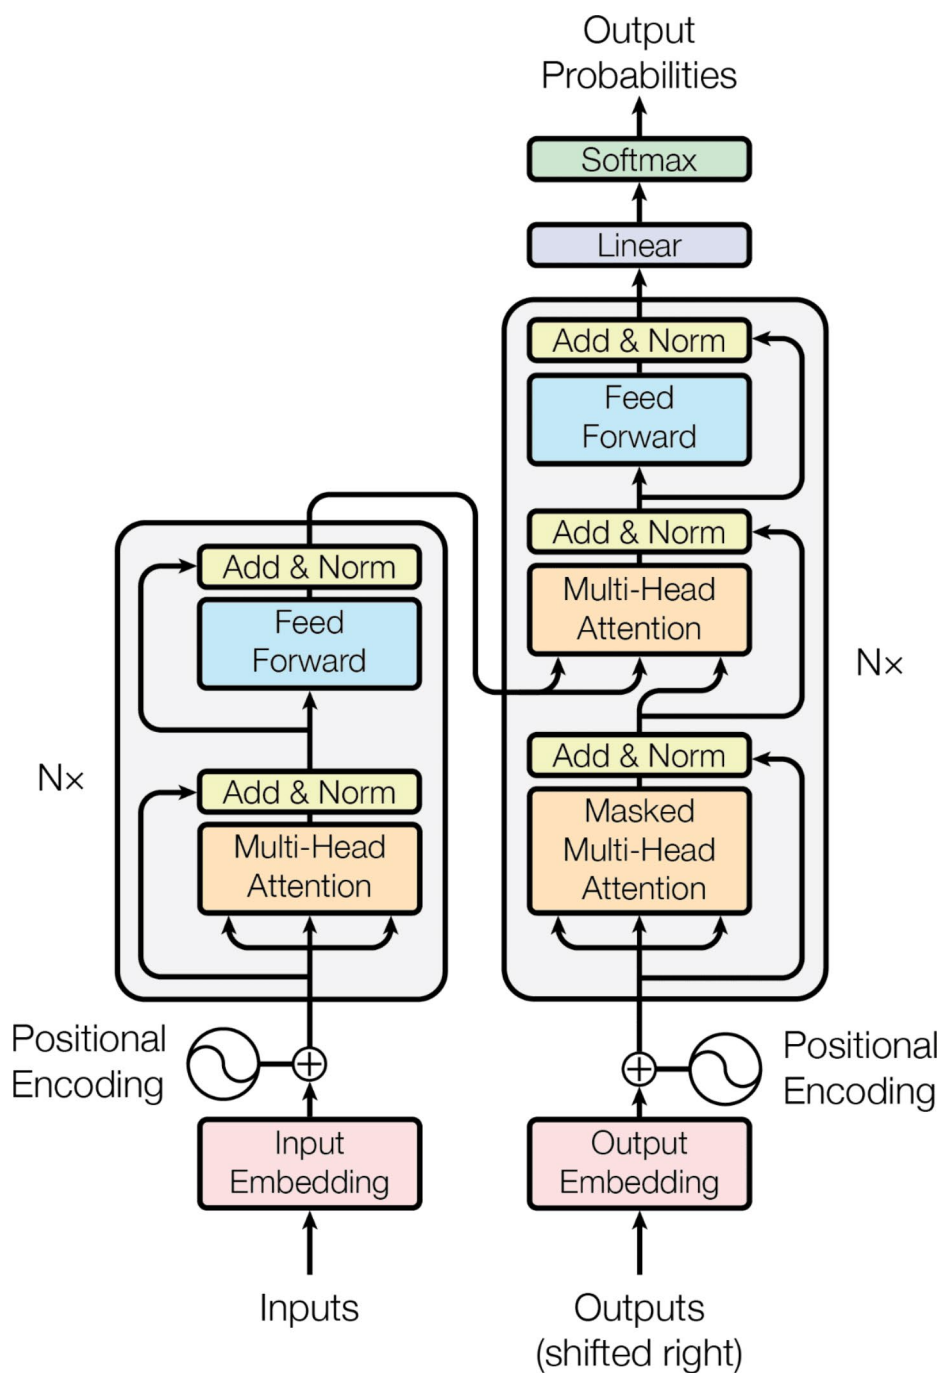 Output
Probabilities
Softmax
Linear
Add & Norm
Feed
Forward
Add & Norm
Multi-Head
Attention
N×
Add & Norm
Masked
Multi-Head
Attention
Add & Norm
Feed
Forward
N×
Add & Norm
Multi-Head
Attention
Positional
Encoding
Positional
Encoding
Input
Embedding
Output
Embedding
Inputs
Outputs
(shifted right)